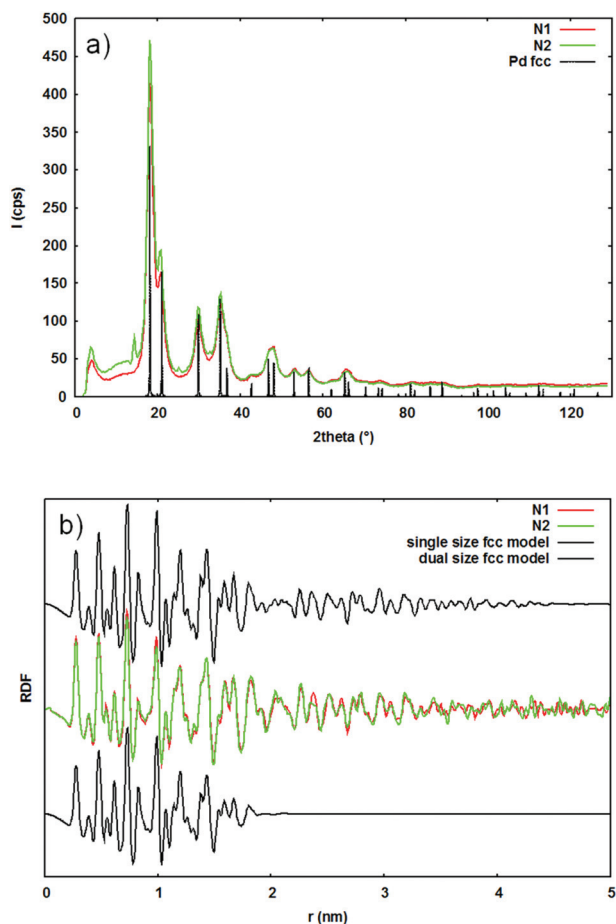 a)
N1
N2
Pd fcc
I (cps)
500
450
400
350
300
250
200
150
100
50
0
0 20 40 60 80 100 120
2theta (°)
b)
N1
N2
single size fcc model
dual size fcc model
RDF
0 1 2 3 4 5
r (nm)